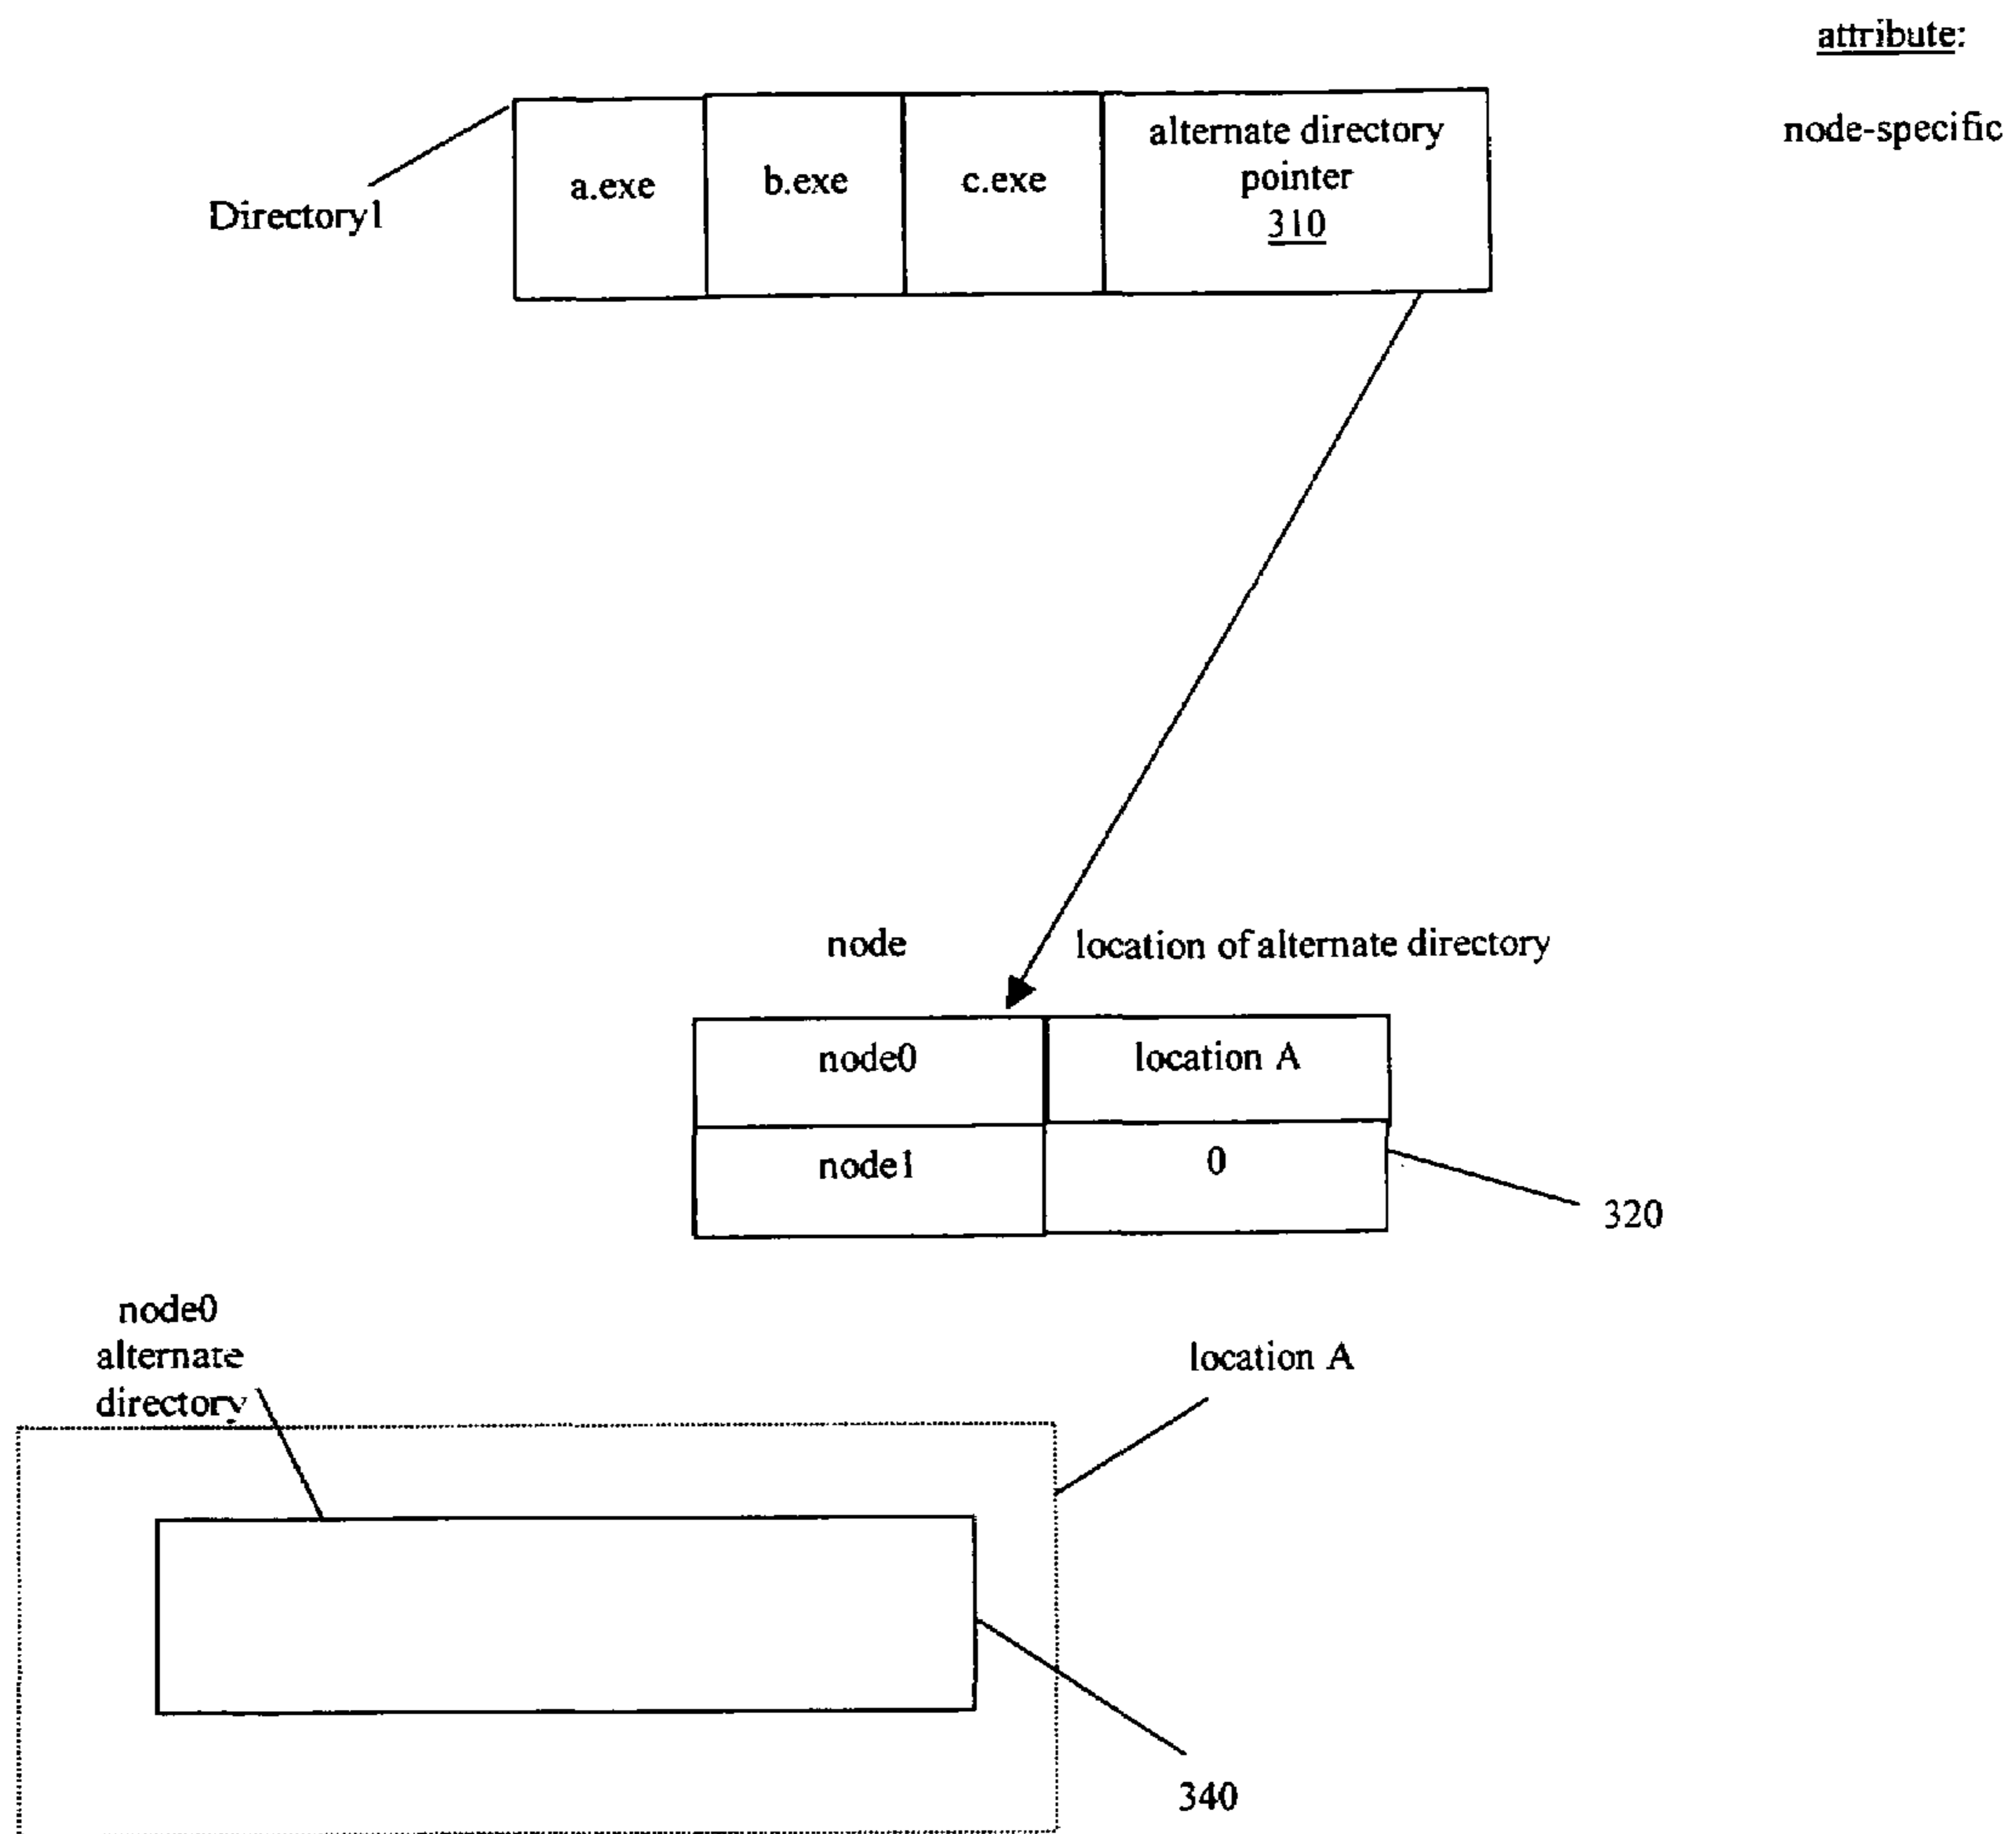 attribute:
node-specific
Directory1
a.exe
b.exe
c.exe
alternate directory
pointer
310
node
location of alternate directory
node0
location A
node1
0
320
node0
alternate
directory
location A
340